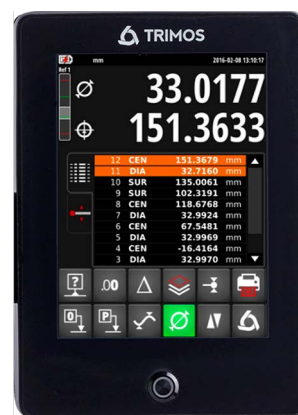 TRIMOS
mm 2016-02-08 13:10:17
Ref 1
33.0177
151.3633
12 CEN 151.3679 mm
11 DIA 32.7160 mm
10 SUR 135.0061 mm
9 SUR 102.3191 mm
8 CEN 118.6768 mm
7 DIA 32.9924 mm
6 CEN 67.5481 mm
5 DIA 32.9969 mm
4 CEN -16.4164 mm
3 DIA 32.9970 mm
? .00
0 P